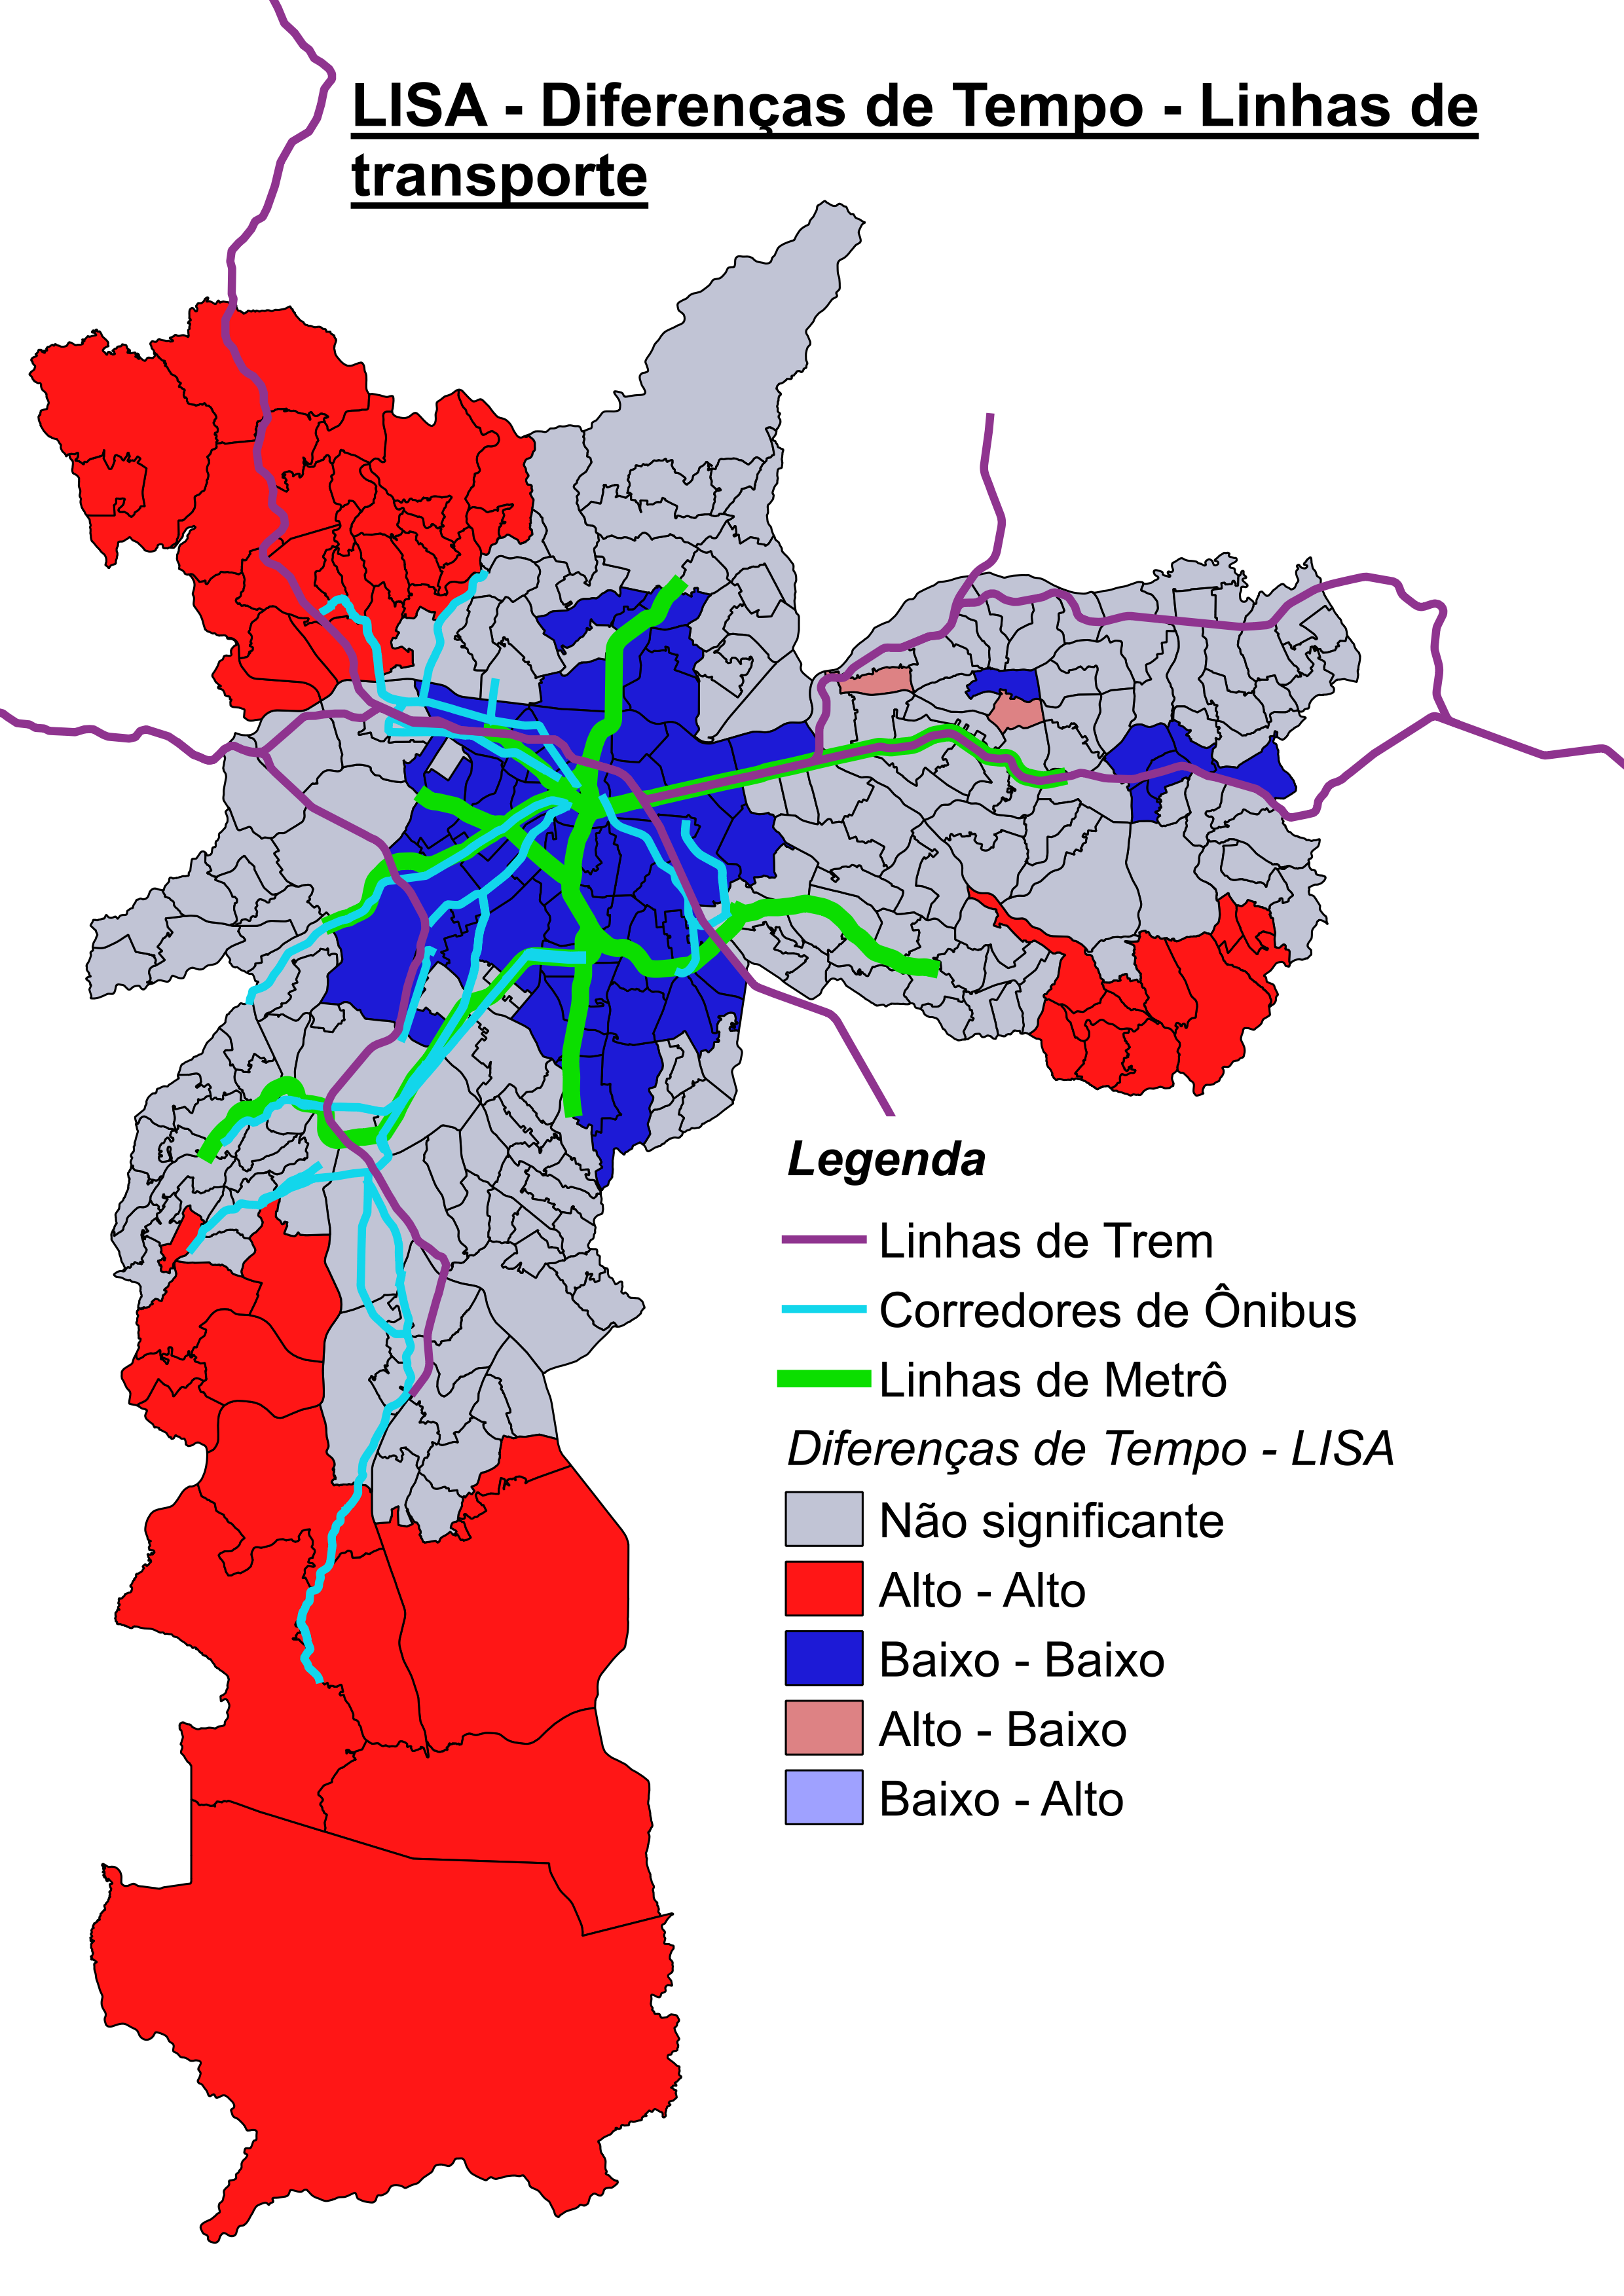 LISA - Diferenças de Tempo - Linhas de
transporte
Legenda
Linhas de Trem
Corredores de Ônibus
Linhas de Metrô
Diferenças de Tempo - LISA
Não significante
Alto - Alto
Baixo - Baixo
Alto - Baixo
Baixo - Alto